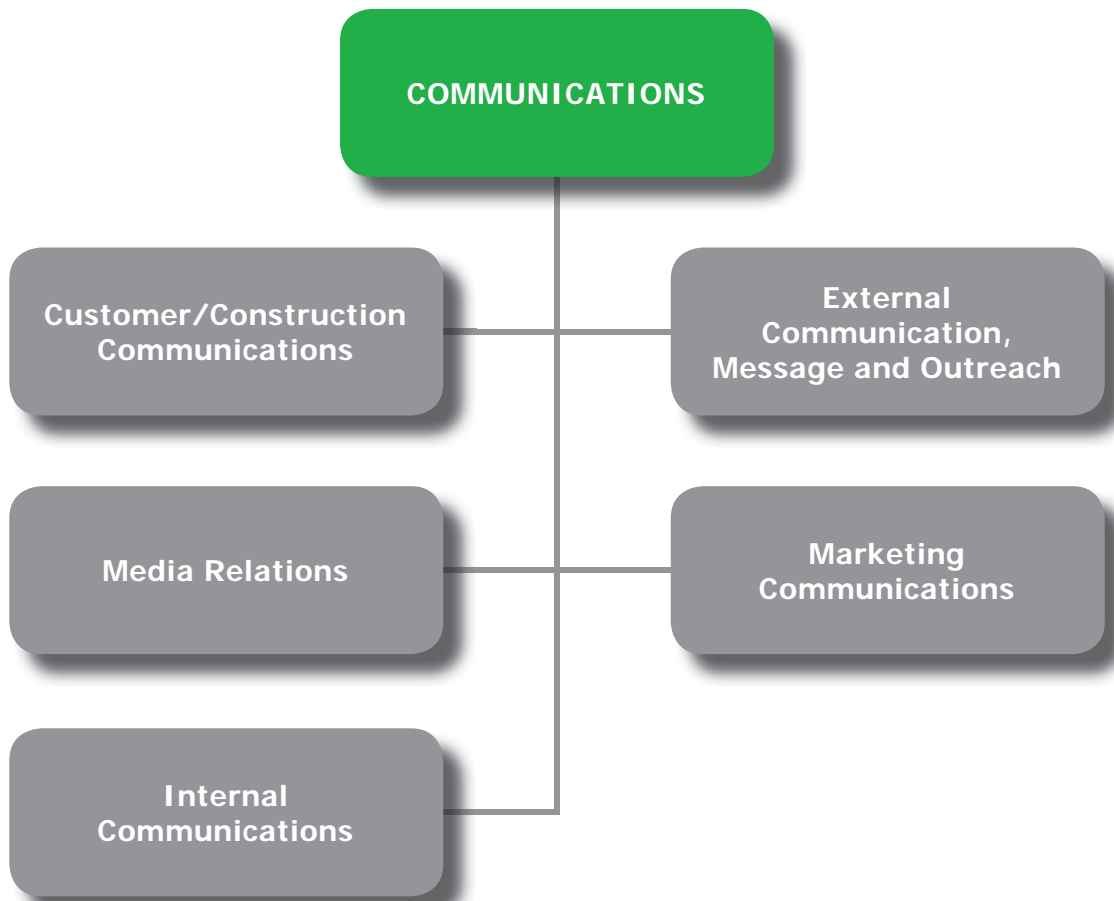 COMMUNICATIONS
Customer/Construction
Communications
External
Communication,
Message and Outreach
Media Relations
Marketing
Communications
Internal
Communications